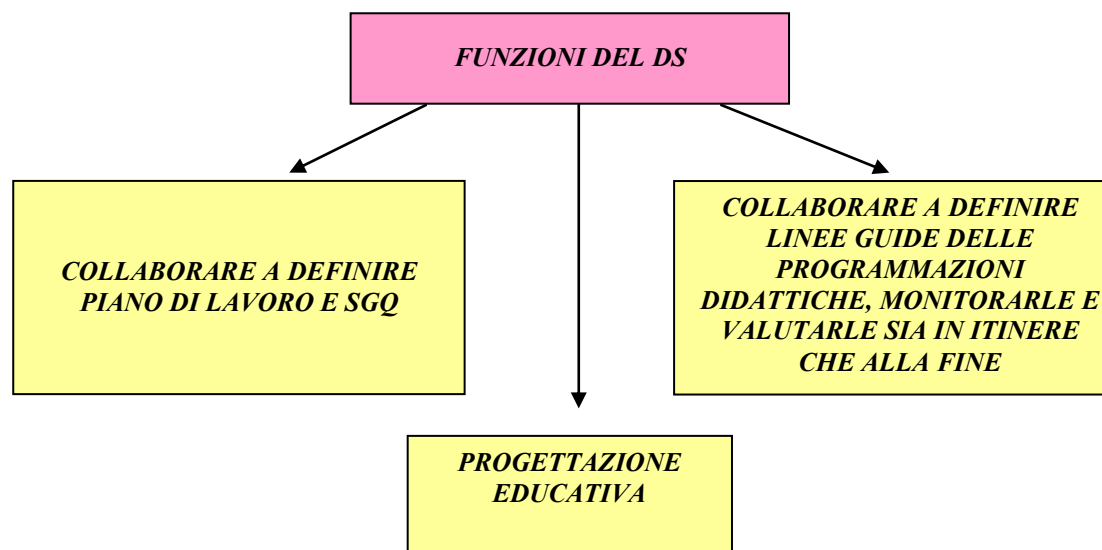 FUNZIONI DEL DS
COLLABORARE A DEFINIRE
PIANO DI LAVORO E SGQ
COLLABORARE A DEFINIRE
LINEE GUIDE DELLE
PROGRAMMAZIONI
DIDATTICHE, MONITORARLE E
VALUTARLE SIA IN ITINERE
CHE ALLA FINE
PROGETTAZIONE
EDUCATIVA